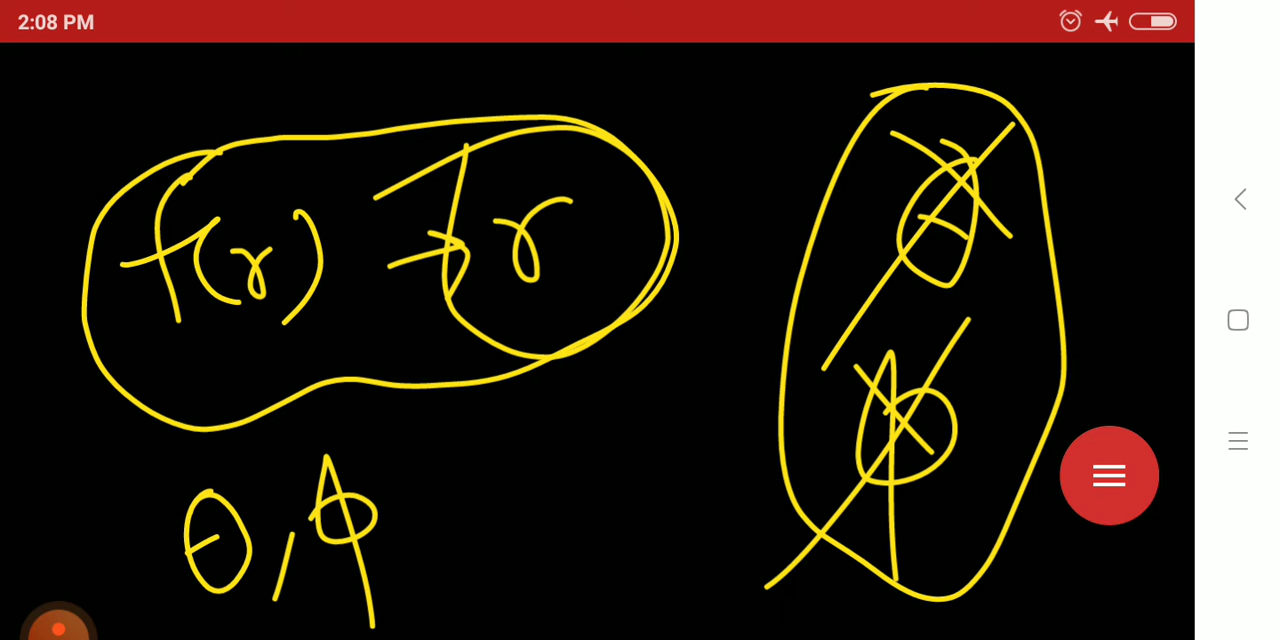 2:08 PM
f(r) → r
θ
ϕ
θ, ϕ